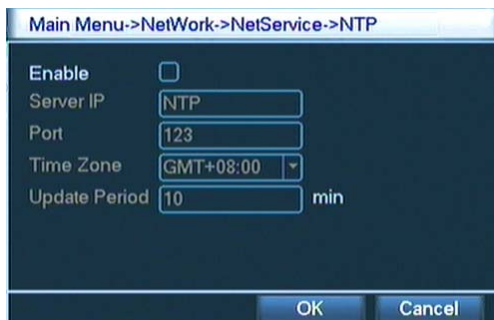 Main Menu->NetWork->NetService->NTP
Enable
Server IP NTP
Port 123
Time Zone GMT+08:00
Update Period 10 min
OK Cancel